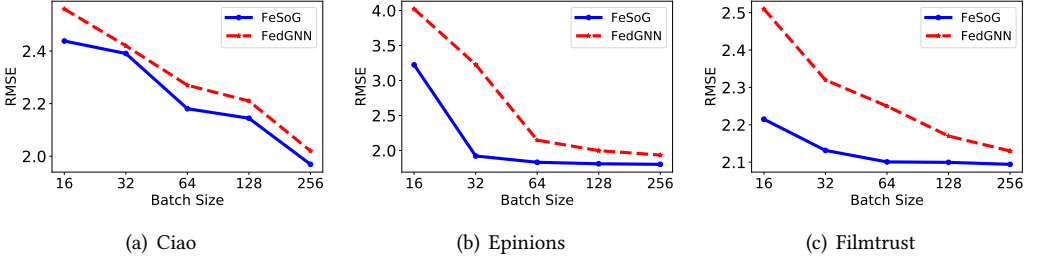 FeSoG
FedGNN
RMSE
2.4
2.2
2.0
16 32 64 128 256
Batch Size
(a) Ciao
FeSoG
FedGNN
RMSE
4.0
3.5
3.0
2.5
2.0
16 32 64 128 256
Batch Size
(b) Epinions
FeSoG
FedGNN
RMSE
2.5
2.4
2.3
2.2
2.1
16 32 64 128 256
Batch Size
(c) Filmtrust